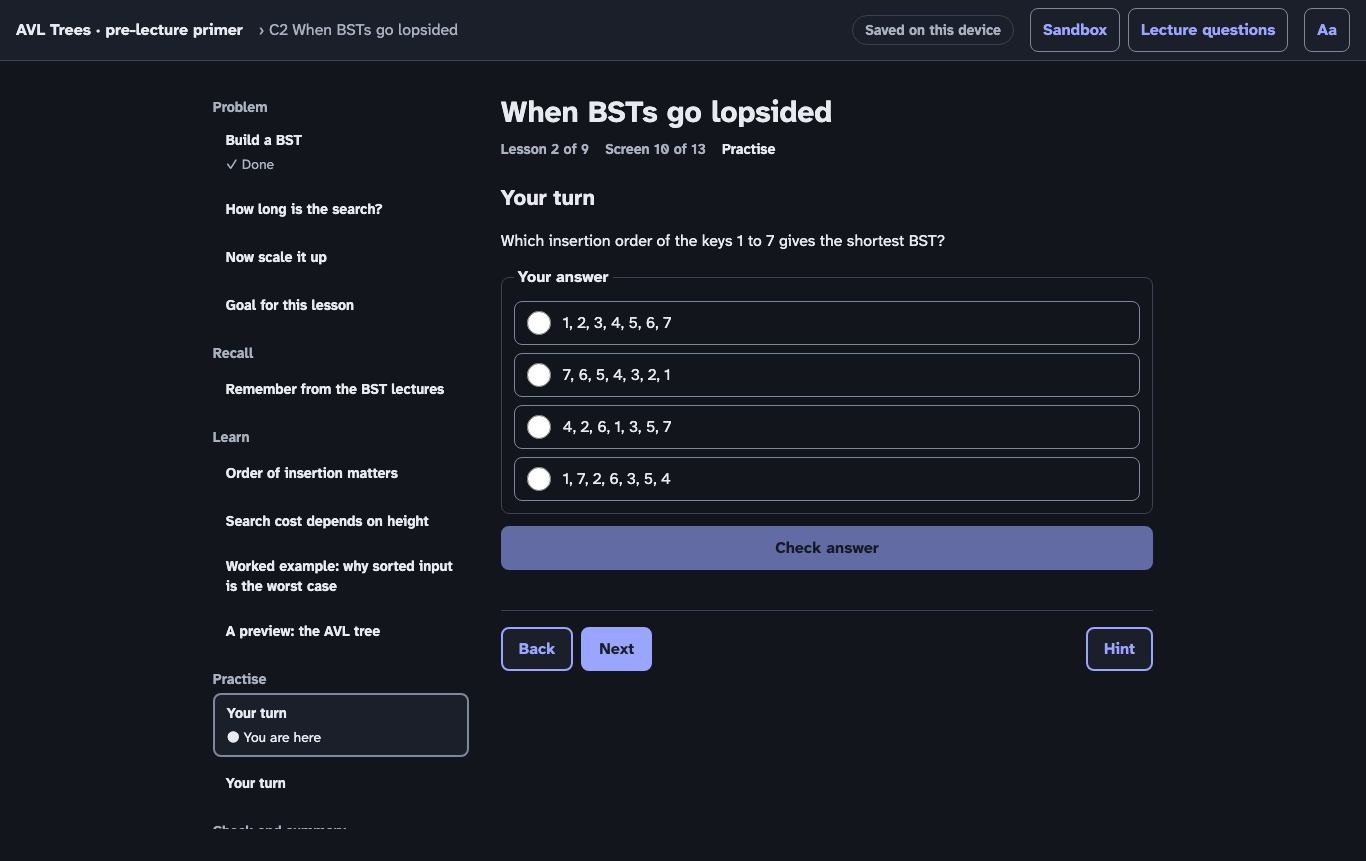 AVL Trees · pre-lecture primer › C2 When BSTs go lopsided
Saved on this device
Sandbox
Lecture questions
Aa
Problem
Build a BST
✓ Done
How long is the search?
Now scale it up
Goal for this lesson
Recall
Remember from the BST lectures
Learn
Order of insertion matters
Search cost depends on height
Worked example: why sorted input
is the worst case
A preview: the AVL tree
Practise
Your turn
You are here
Your turn
Check and summary
When BSTs go lopsided
Lesson 2 of 9 Screen 10 of 13 Practise
Your turn
Which insertion order of the keys 1 to 7 gives the shortest BST?
Your answer
1, 2, 3, 4, 5, 6, 7
7, 6, 5, 4, 3, 2, 1
4, 2, 6, 1, 3, 5, 7
1, 7, 2, 6, 3, 5, 4
Check answer
Back
Next
Hint